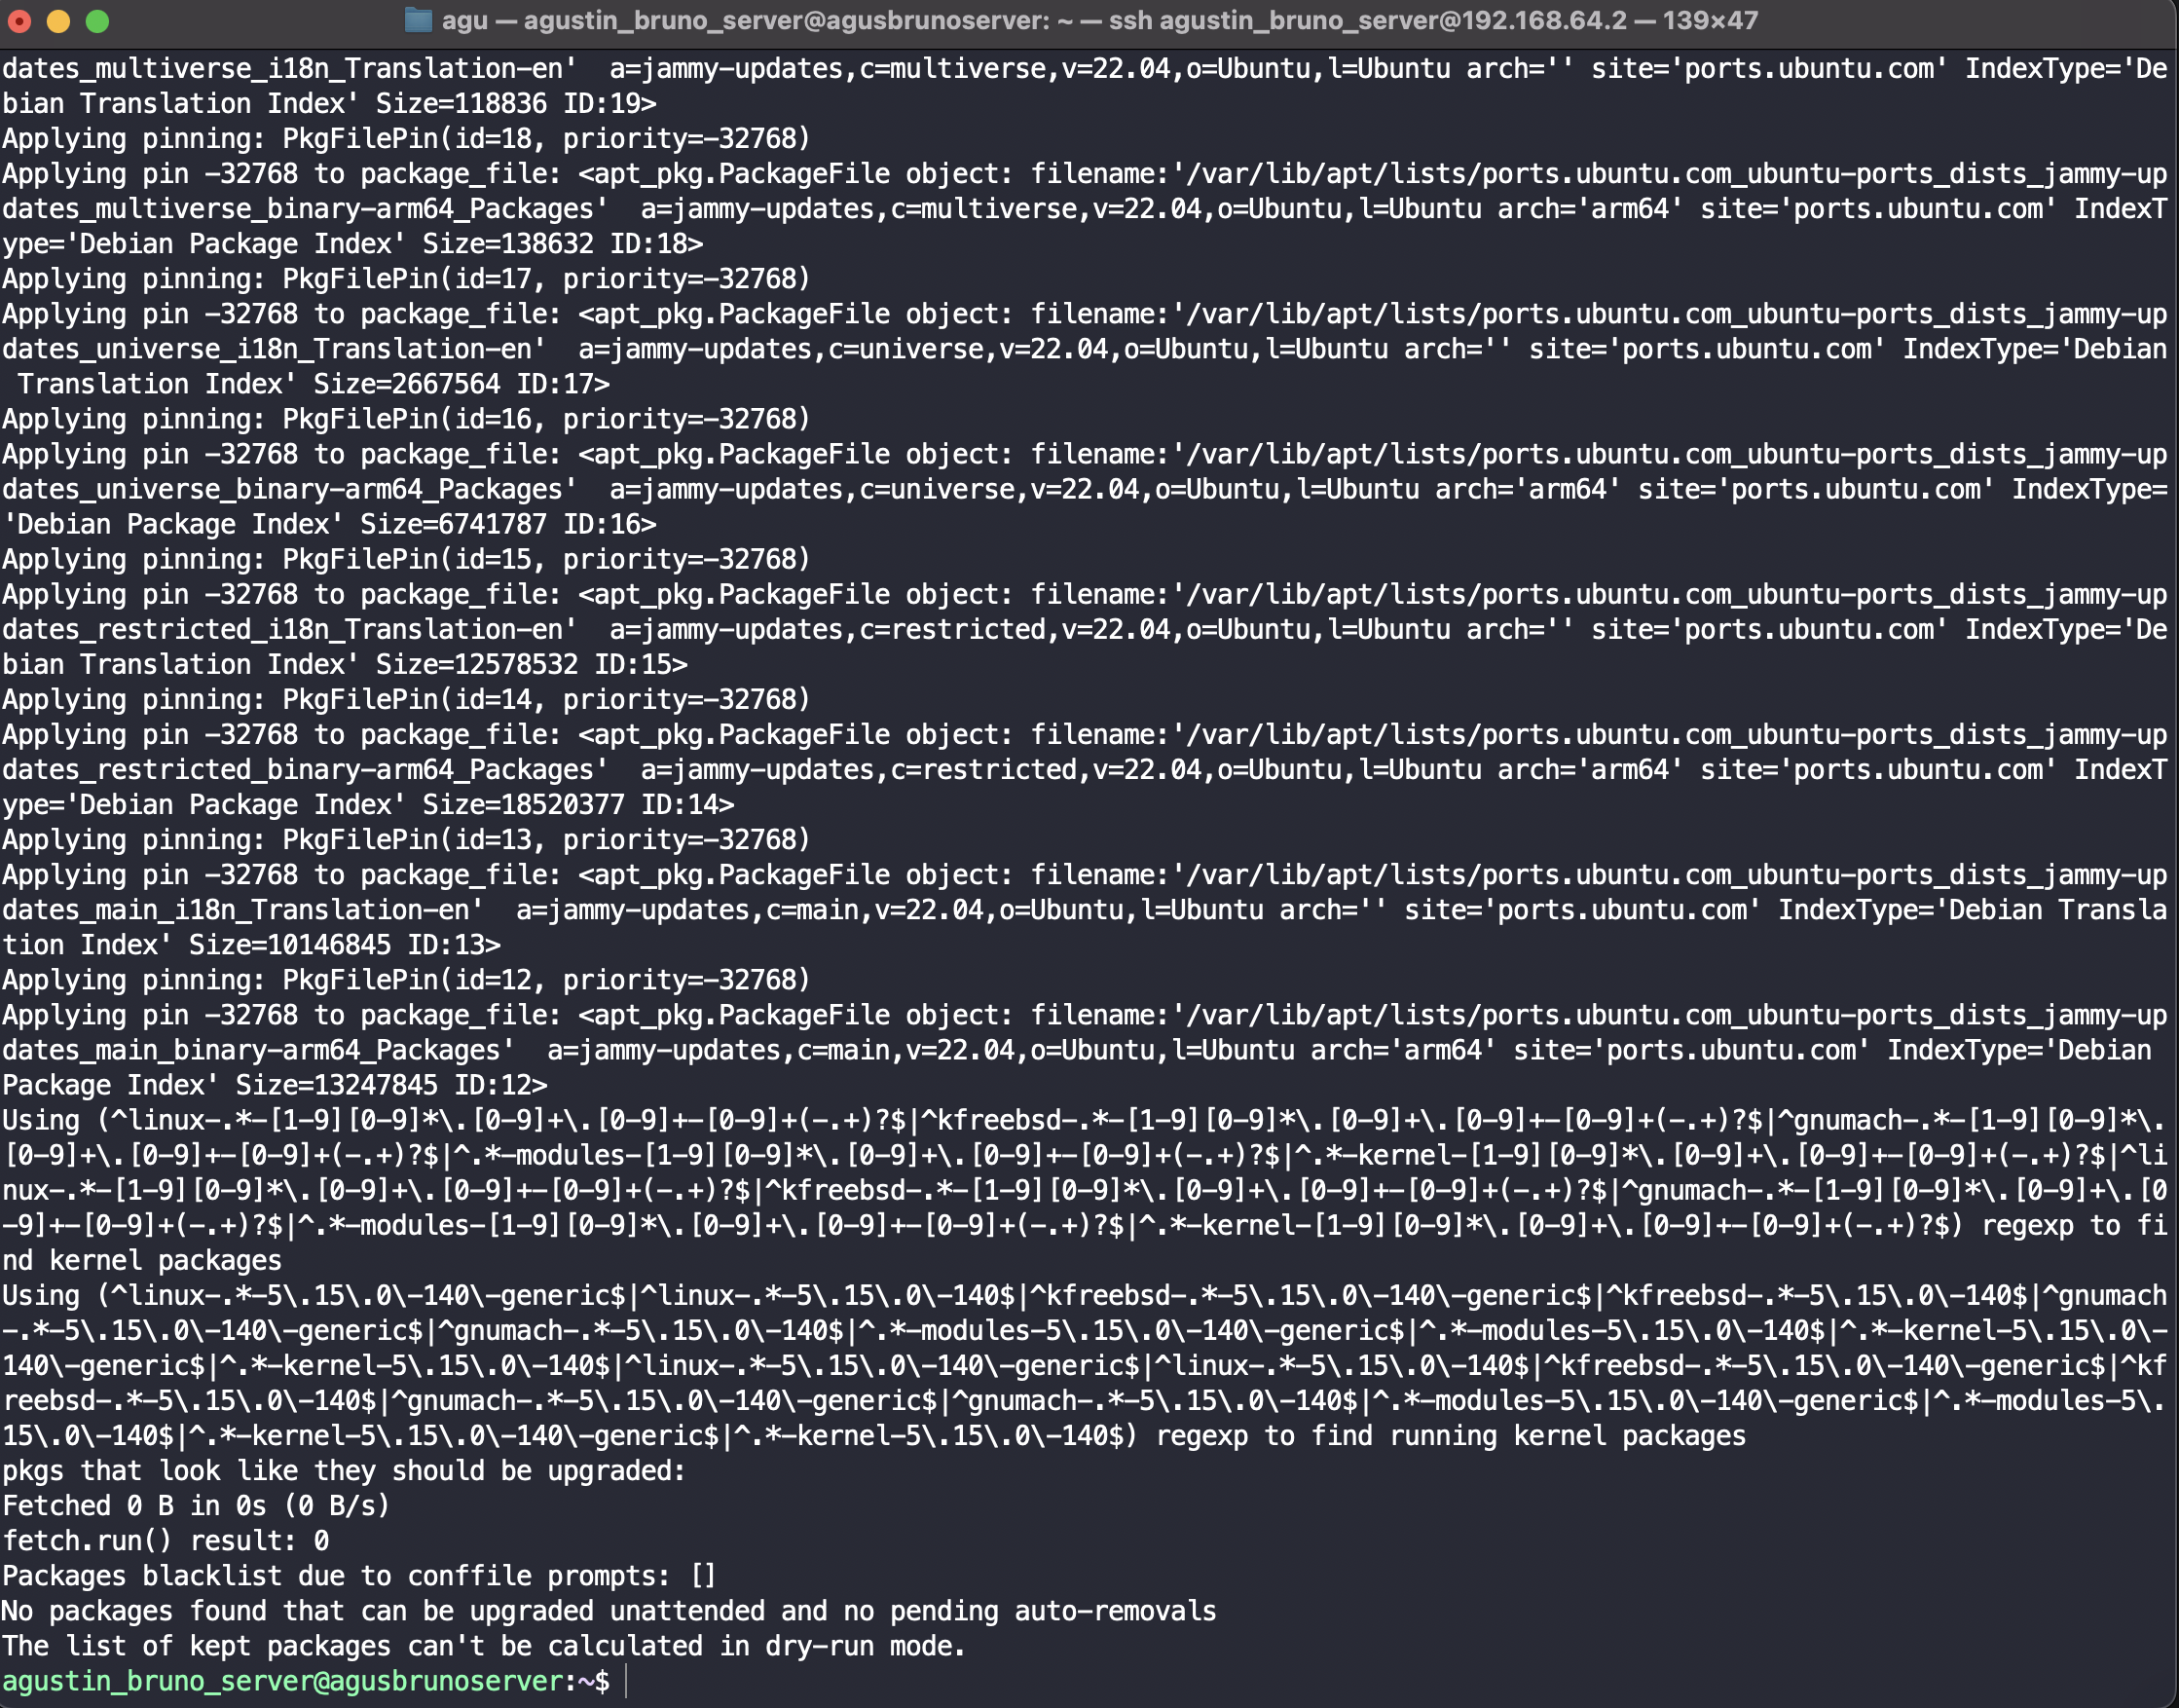 agu — agustin_bruno_server@agusbrunoserver: ~ — ssh agustin_bruno_server@192.168.64.2 — 139×47
dates_multiverse_i18n_Translation-en'  a=jammy-updates,c=multiverse,v=22.04,o=Ubuntu,l=Ubuntu arch='' site='ports.ubuntu.com' IndexType='De
bian Translation Index' Size=118836 ID:19>
Applying pinning: PkgFilePin(id=18, priority=-32768)
Applying pin -32768 to package_file: <apt_pkg.PackageFile object: filename:'/var/lib/apt/lists/ports.ubuntu.com_ubuntu-ports_dists_jammy-up
dates_multiverse_binary-arm64_Packages'  a=jammy-updates,c=multiverse,v=22.04,o=Ubuntu,l=Ubuntu arch='arm64' site='ports.ubuntu.com' IndexT
ype='Debian Package Index' Size=138632 ID:18>
Applying pinning: PkgFilePin(id=17, priority=-32768)
Applying pin -32768 to package_file: <apt_pkg.PackageFile object: filename:'/var/lib/apt/lists/ports.ubuntu.com_ubuntu-ports_dists_jammy-up
dates_universe_i18n_Translation-en'  a=jammy-updates,c=universe,v=22.04,o=Ubuntu,l=Ubuntu arch='' site='ports.ubuntu.com' IndexType='Debian
 Translation Index' Size=2667564 ID:17>
Applying pinning: PkgFilePin(id=16, priority=-32768)
Applying pin -32768 to package_file: <apt_pkg.PackageFile object: filename:'/var/lib/apt/lists/ports.ubuntu.com_ubuntu-ports_dists_jammy-up
dates_universe_binary-arm64_Packages'  a=jammy-updates,c=universe,v=22.04,o=Ubuntu,l=Ubuntu arch='arm64' site='ports.ubuntu.com' IndexType=
'Debian Package Index' Size=6741787 ID:16>
Applying pinning: PkgFilePin(id=15, priority=-32768)
Applying pin -32768 to package_file: <apt_pkg.PackageFile object: filename:'/var/lib/apt/lists/ports.ubuntu.com_ubuntu-ports_dists_jammy-up
dates_restricted_i18n_Translation-en'  a=jammy-updates,c=restricted,v=22.04,o=Ubuntu,l=Ubuntu arch='' site='ports.ubuntu.com' IndexType='De
bian Translation Index' Size=12578532 ID:15>
Applying pinning: PkgFilePin(id=14, priority=-32768)
Applying pin -32768 to package_file: <apt_pkg.PackageFile object: filename:'/var/lib/apt/lists/ports.ubuntu.com_ubuntu-ports_dists_jammy-up
dates_restricted_binary-arm64_Packages'  a=jammy-updates,c=restricted,v=22.04,o=Ubuntu,l=Ubuntu arch='arm64' site='ports.ubuntu.com' IndexT
ype='Debian Package Index' Size=18520377 ID:14>
Applying pinning: PkgFilePin(id=13, priority=-32768)
Applying pin -32768 to package_file: <apt_pkg.PackageFile object: filename:'/var/lib/apt/lists/ports.ubuntu.com_ubuntu-ports_dists_jammy-up
dates_main_i18n_Translation-en'  a=jammy-updates,c=main,v=22.04,o=Ubuntu,l=Ubuntu arch='' site='ports.ubuntu.com' IndexType='Debian Transla
tion Index' Size=10146845 ID:13>
Applying pinning: PkgFilePin(id=12, priority=-32768)
Applying pin -32768 to package_file: <apt_pkg.PackageFile object: filename:'/var/lib/apt/lists/ports.ubuntu.com_ubuntu-ports_dists_jammy-up
dates_main_binary-arm64_Packages'  a=jammy-updates,c=main,v=22.04,o=Ubuntu,l=Ubuntu arch='arm64' site='ports.ubuntu.com' IndexType='Debian 
Package Index' Size=13247845 ID:12>
Using (^linux-.*-[1-9][0-9]*\.[0-9]+\.[0-9]+-[0-9]+(-.+)?$|^kfreebsd-.*-[1-9][0-9]*\.[0-9]+\.[0-9]+-[0-9]+(-.+)?$|^gnumach-.*-[1-9][0-9]*\.
[0-9]+\.[0-9]+-[0-9]+(-.+)?$|^.*-modules-[1-9][0-9]*\.[0-9]+\.[0-9]+-[0-9]+(-.+)?$|^.*-kernel-[1-9][0-9]*\.[0-9]+\.[0-9]+-[0-9]+(-.+)?$|^li
nux-.*-[1-9][0-9]*\.[0-9]+\.[0-9]+-[0-9]+(-.+)?$|^kfreebsd-.*-[1-9][0-9]*\.[0-9]+\.[0-9]+-[0-9]+(-.+)?$|^gnumach-.*-[1-9][0-9]*\.[0-9]+\.[0
-9]+-[0-9]+(-.+)?$|^.*-modules-[1-9][0-9]*\.[0-9]+\.[0-9]+-[0-9]+(-.+)?$|^.*-kernel-[1-9][0-9]*\.[0-9]+\.[0-9]+-[0-9]+(-.+)?$) regexp to fi
nd kernel packages
Using (^linux-.*-5\.15\.0\-140\-generic$|^linux-.*-5\.15\.0\-140$|^kfreebsd-.*-5\.15\.0\-140\-generic$|^kfreebsd-.*-5\.15\.0\-140$|^gnumach
-.*-5\.15\.0\-140\-generic$|^gnumach-.*-5\.15\.0\-140$|^.*-modules-5\.15\.0\-140\-generic$|^.*-modules-5\.15\.0\-140$|^.*-kernel-5\.15\.0\-
140\-generic$|^.*-kernel-5\.15\.0\-140$|^linux-.*-5\.15\.0\-140\-generic$|^linux-.*-5\.15\.0\-140$|^kfreebsd-.*-5\.15\.0\-140\-generic$|^kf
reebsd-.*-5\.15\.0\-140$|^gnumach-.*-5\.15\.0\-140\-generic$|^gnumach-.*-5\.15\.0\-140$|^.*-modules-5\.15\.0\-140\-generic$|^.*-modules-5\.
15\.0\-140$|^.*-kernel-5\.15\.0\-140\-generic$|^.*-kernel-5\.15\.0\-140$) regexp to find running kernel packages
pkgs that look like they should be upgraded:
Fetched 0 B in 0s (0 B/s)
fetch.run() result: 0
Packages blacklist due to conffile prompts: []
No packages found that can be upgraded unattended and no pending auto-removals
The list of kept packages can't be calculated in dry-run mode.
agustin_bruno_server@agusbrunoserver:~$